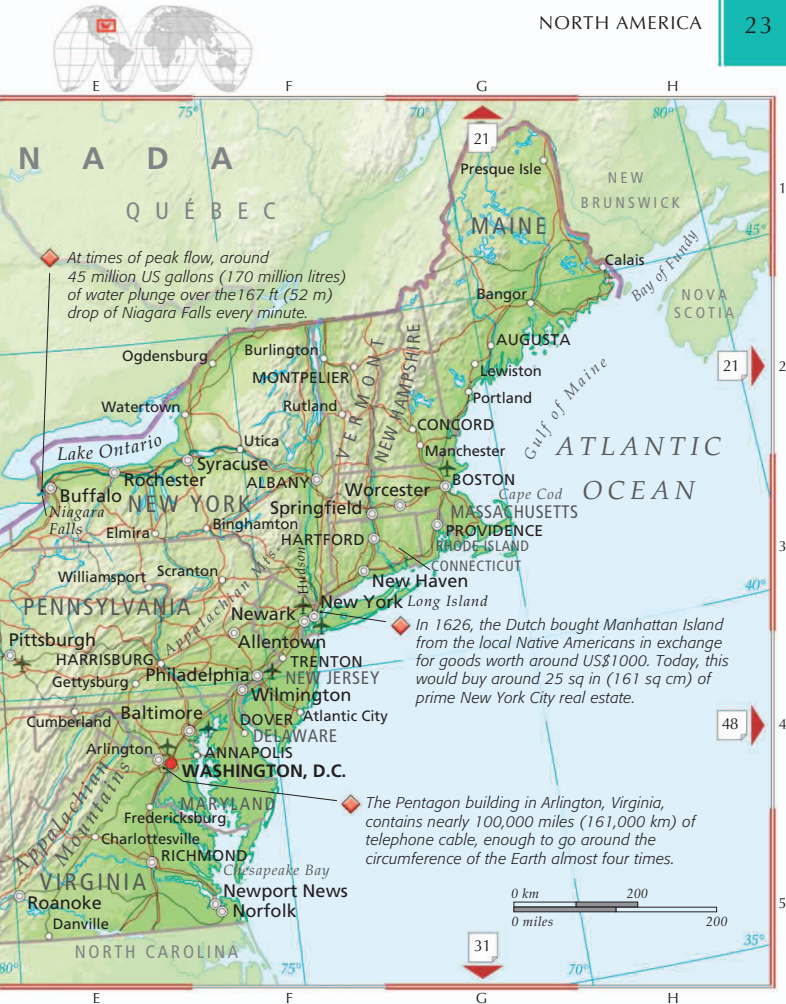 NORTH AMERICA 23
E F G H
75° 70° 80°
21
N A D A
QUÉBEC
Presque Isle
NEW
BRUNSWICK
1
MAINE
45°
At times of peak flow, around
45 million US gallons (170 million litres)
of water plunge over the167 ft (52 m)
drop of Niagara Falls every minute.
Calais
Bay of Fundy
Bangor
NOVA
SCOTIA
AUGUSTA
Ogdensburg
Burlington
MONTPELIER
VERMONT
NEW HAMPSHIRE
Lewiston
21
2
Portland
Gulf of Maine
Watertown
Rutland
CONCORD
Lake Ontario
Utica
Manchester
ATLANTIC
OCEAN
Syracuse
Rochester
ALBANY
BOSTON
Buffalo
NEW YORK
Worcester
Cape Cod
Niagara
Falls
Springfield
MASSACHUSETTS
Elmira
Binghamton
PROVIDENCE
HARTFORD
RHODE ISLAND
3
CONNECTICUT
Williamsport
Scranton
Appalachian Mts.
Hudson
New Haven
40°
PENNSYLVANIA
New York
Long Island
Newark
In 1626, the Dutch bought Manhattan Island
from the local Native Americans in exchange
for goods worth around US$1000. Today, this
would buy around 25 sq in (161 sq cm) of
prime New York City real estate.
Pittsburgh
Allentown
HARRISBURG
TRENTON
Gettysburg
Philadelphia
NEW JERSEY
Wilmington
Cumberland
Baltimore
DOVER
Atlantic City
48
4
DELAWARE
Arlington
ANNAPOLIS
WASHINGTON, D.C.
Appalachian
Mountains
MARYLAND
The Pentagon building in Arlington, Virginia,
contains nearly 100,000 miles (161,000 km) of
telephone cable, enough to go around the
circumference of the Earth almost four times.
Fredericksburg
Charlottesville
RICHMOND
Chesapeake Bay
VIRGINIA
Newport News
Roanoke
Norfolk
0 km 200
0 miles 200
5
Danville
NORTH CAROLINA
31
35°
80° 75° 70°
E F G H